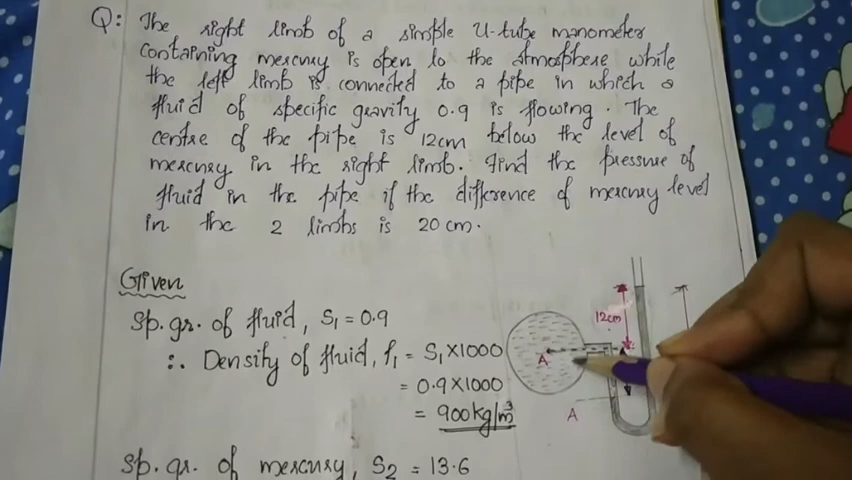 Q: The right limb of a simple U-tube manometer
containing mercury is open to the atmosphere while
the left limb is connected to a pipe in which a
fluid of specific gravity 0.9 is flowing. The
centre of the pipe is 12cm below the level of
mercury in the right limb. Find the pressure of
fluid in the pipe if the difference of mercury level
in the 2 limbs is 20 cm.
Given
Sp. gr. of fluid, S₁ = 0.9
∴ Density of fluid, ρ₁ = S₁ × 1000
= 0.9 × 1000
= 900 kg/m³
Sp. gr. of mercury, S₂ = 13.6
12cm
A
A